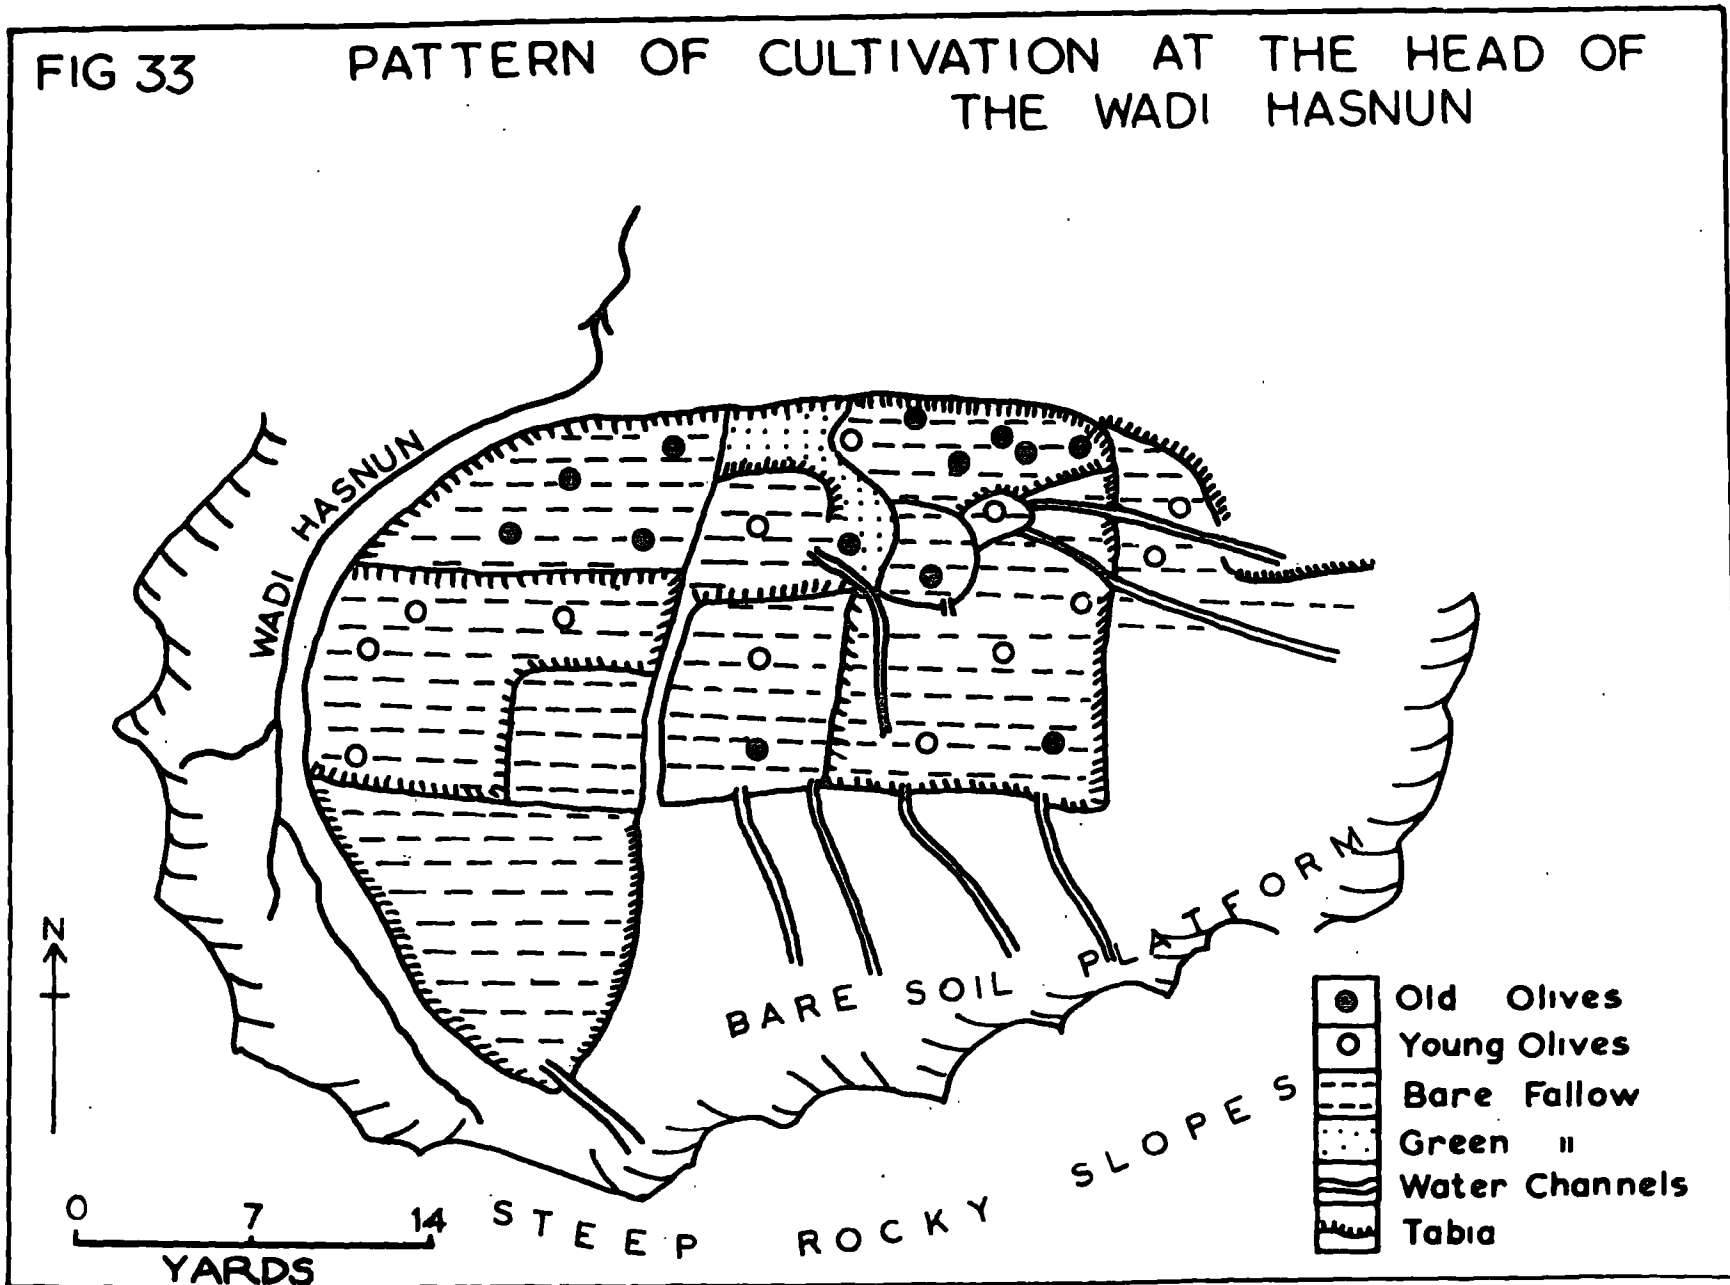 FIG 33
PATTERN OF CULTIVATION AT THE HEAD OF
THE WADI HASNUN
WADI HASNUN
BARE SOIL PLATFORM
STEEP ROCKY SLOPES
N
0 7 14
YARDS
Old Olives
Young Olives
Bare Fallow
Green "
Water Channels
Tabia